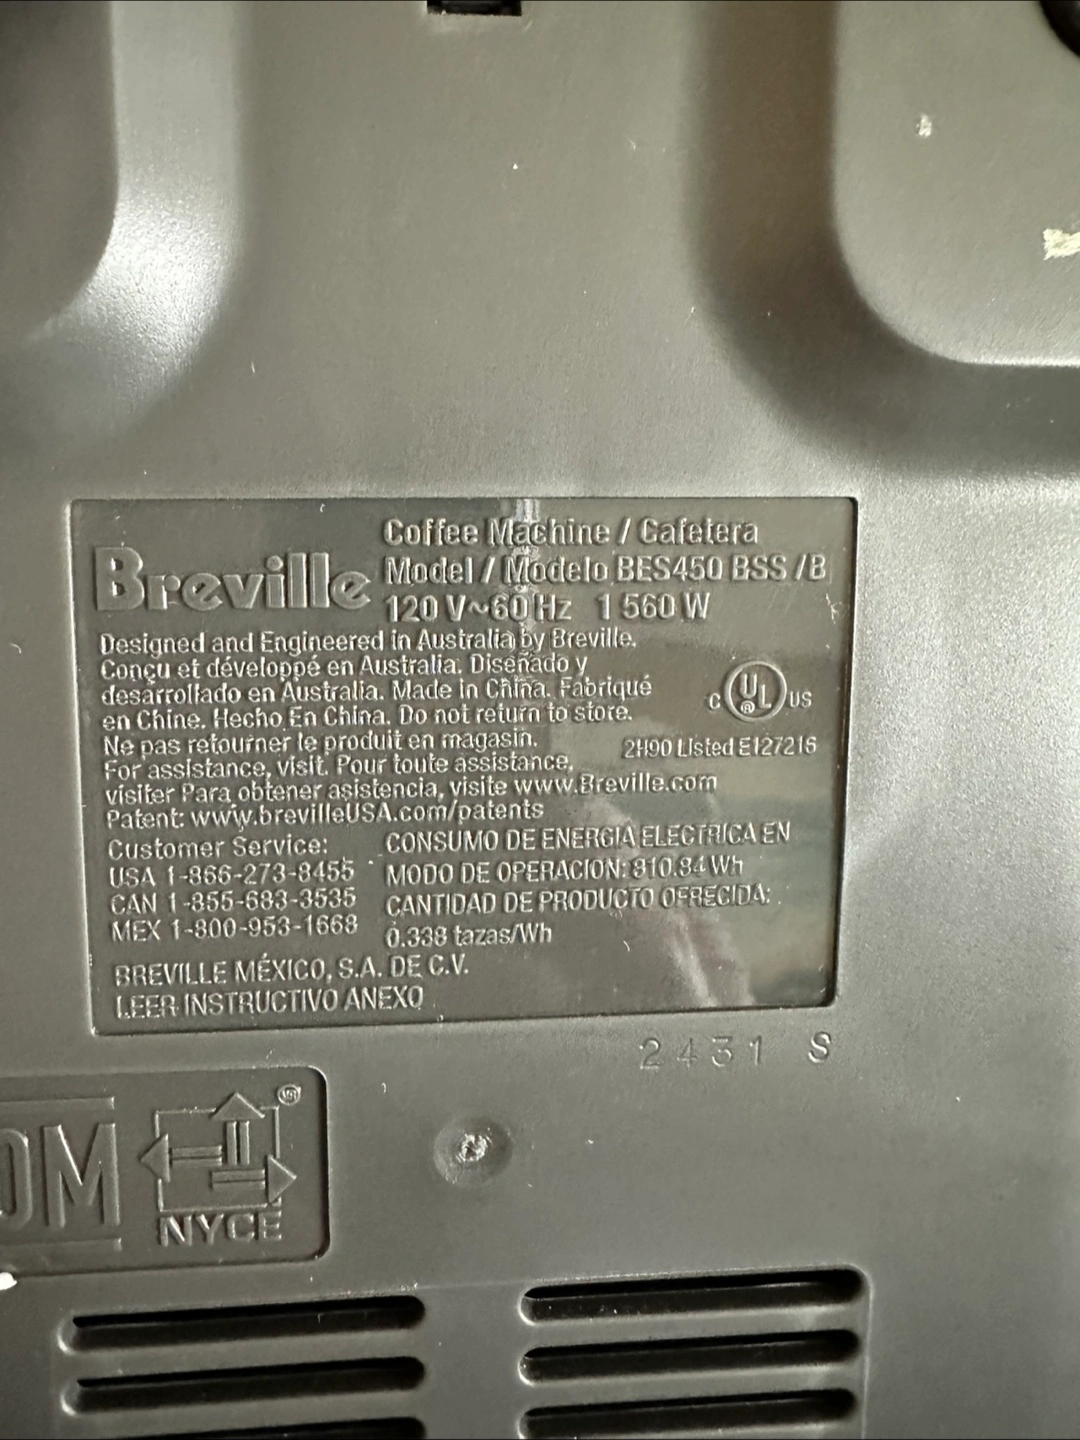 Breville
Coffee Machine / Cafetera
Model / Modelo BES450 BSS /B
120 V~60 Hz 1 560 W
Designed and Engineered in Australia by Breville.
Conçu et développé en Australia. Diseñado y
desarrollado en Australia. Made in China. Fabriqué
en Chine. Hecho En China. Do not return to store.
Ne pas retourner le produit en magasin.
For assistance, visit. Pour toute assistance,
visiter Para obtener asistencia, visite www.Breville.com
Patent: www.brevilleUSA.com/patents
C UL® US
2H90 Listed E127216
Customer Service:
USA 1-866-273-8455
CAN 1-855-683-3535
MEX 1-800-953-1668
CONSUMO DE ENERGIA ELECTRICA EN
MODO DE OPERACION: 810.84 Wh
CANTIDAD DE PRODUCTO OFRECIDA:
0.338 tazas/Wh
BREVILLE MÉXICO, S.A. DE C.V.
LEER INSTRUCTIVO ANEXO
2431 S
OM
NYCE